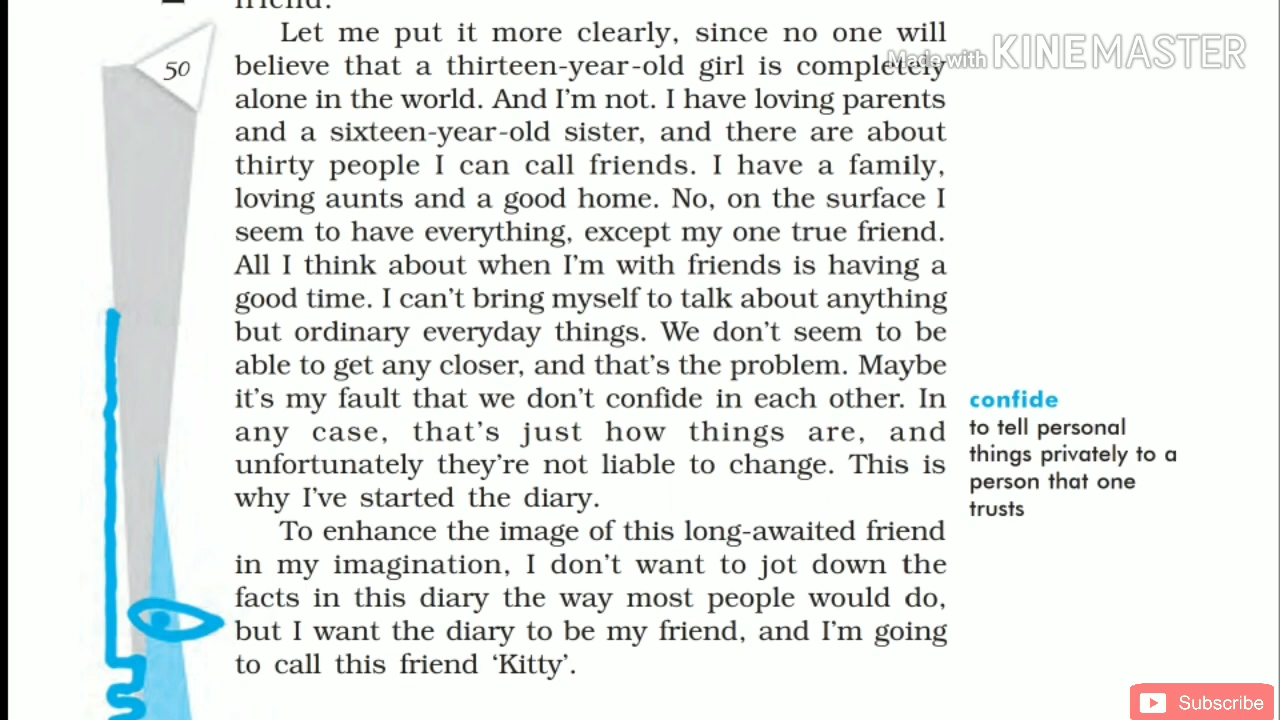 friend.
Let me put it more clearly, since no one will
believe that a thirteen-year-old girl is completely
alone in the world. And I'm not. I have loving parents
and a sixteen-year-old sister, and there are about
thirty people I can call friends. I have a family,
loving aunts and a good home. No, on the surface I
seem to have everything, except my one true friend.
All I think about when I'm with friends is having a
good time. I can't bring myself to talk about anything
but ordinary everyday things. We don't seem to be
able to get any closer, and that's the problem. Maybe
it's my fault that we don't confide in each other. In
any case, that's just how things are, and
unfortunately they're not liable to change. This is
why I've started the diary.
To enhance the image of this long-awaited friend
in my imagination, I don't want to jot down the
facts in this diary the way most people would do,
but I want the diary to be my friend, and I'm going
to call this friend ‘Kitty’.
50
confide
to tell personal
things privately to a
person that one
trusts
Made with KINEMASTER
Subscribe